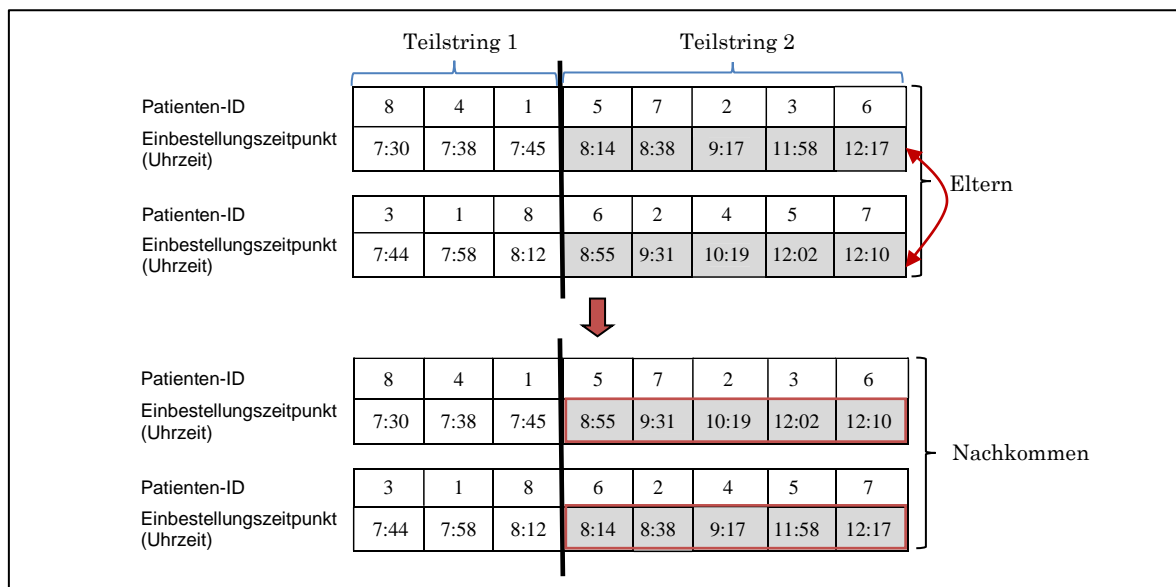 Teilstring 1 Teilstring 2
Patienten-ID 8 4 1 5 7 2 3 6
Einbestellungszeitpunkt
(Uhrzeit) 7:30 7:38 7:45 8:14 8:38 9:17 11:58 12:17
Eltern
Patienten-ID 3 1 8 6 2 4 5 7
Einbestellungszeitpunkt
(Uhrzeit) 7:44 7:58 8:12 8:55 9:31 10:19 12:02 12:10
Patienten-ID 8 4 1 5 7 2 3 6
Einbestellungszeitpunkt
(Uhrzeit) 7:30 7:38 7:45 8:55 9:31 10:19 12:02 12:10
Nachkommen
Patienten-ID 3 1 8 6 2 4 5 7
Einbestellungszeitpunkt
(Uhrzeit) 7:44 7:58 8:12 8:14 8:38 9:17 11:58 12:17